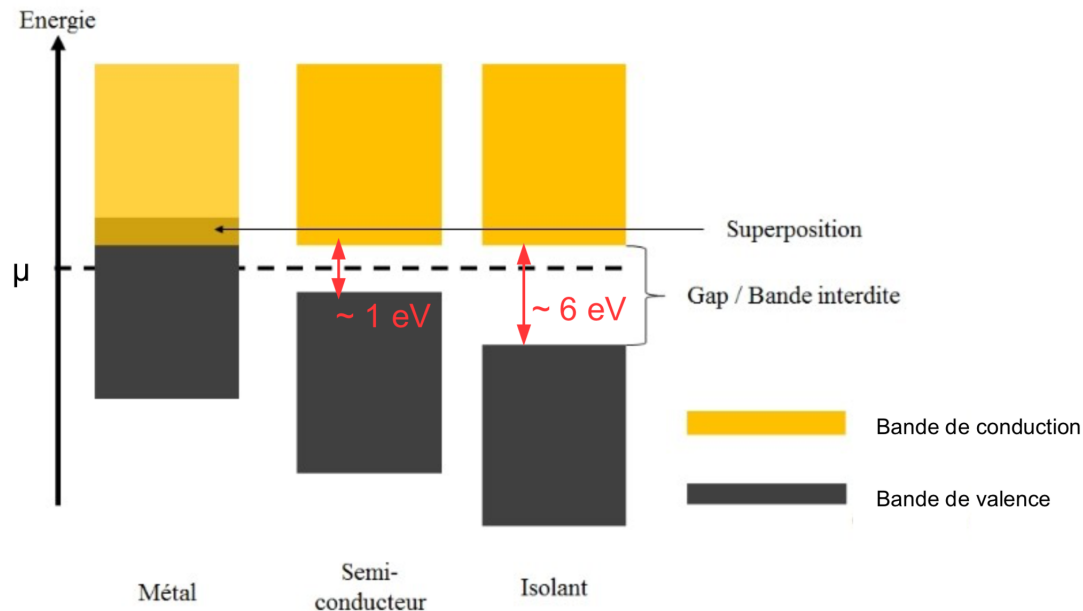 Energie
Superposition
μ
Gap / Bande interdite
~ 1 eV
~ 6 eV
Bande de conduction
Bande de valence
Métal
Semi-
conducteur
Isolant